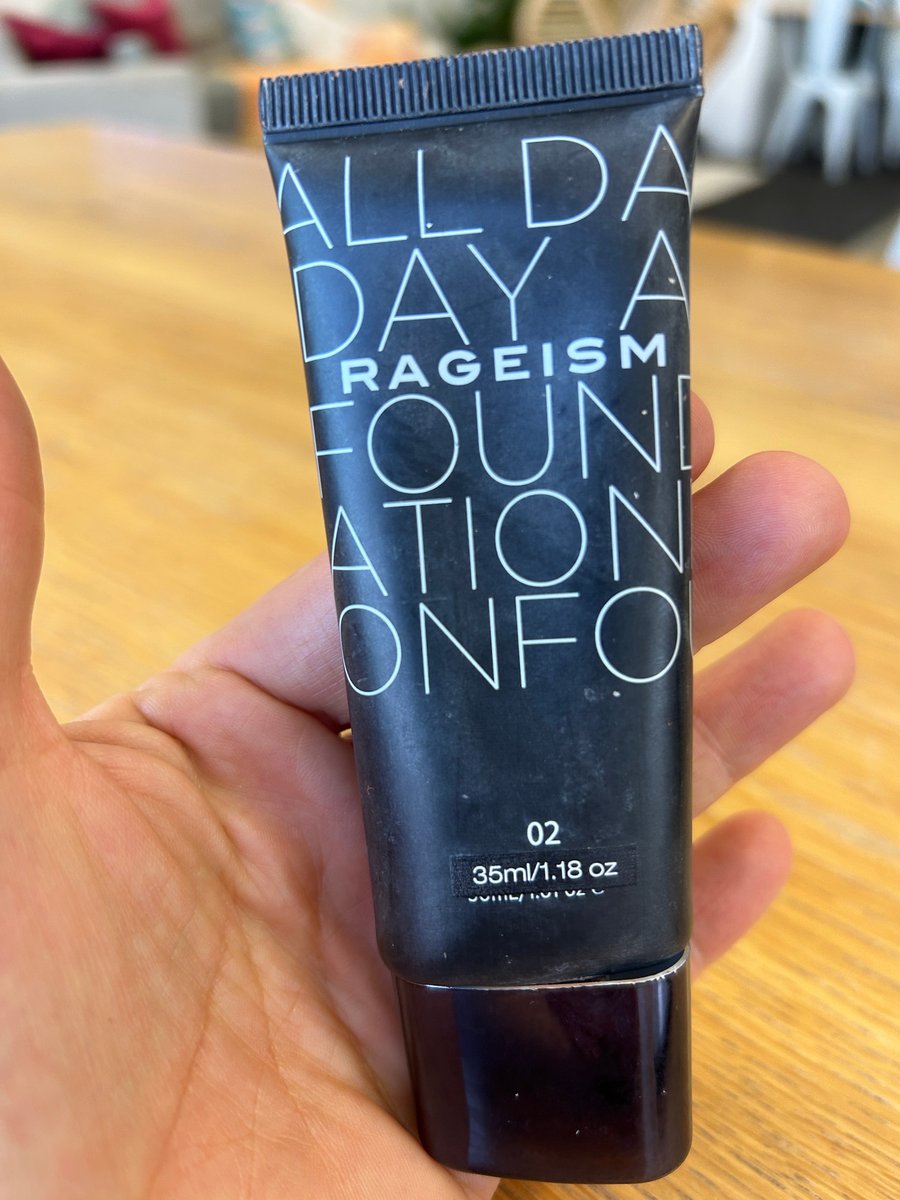 ALL DA
DAY A
RAGEISM
FOUND
ATION
ONFO
02
35ml/1.18 oz